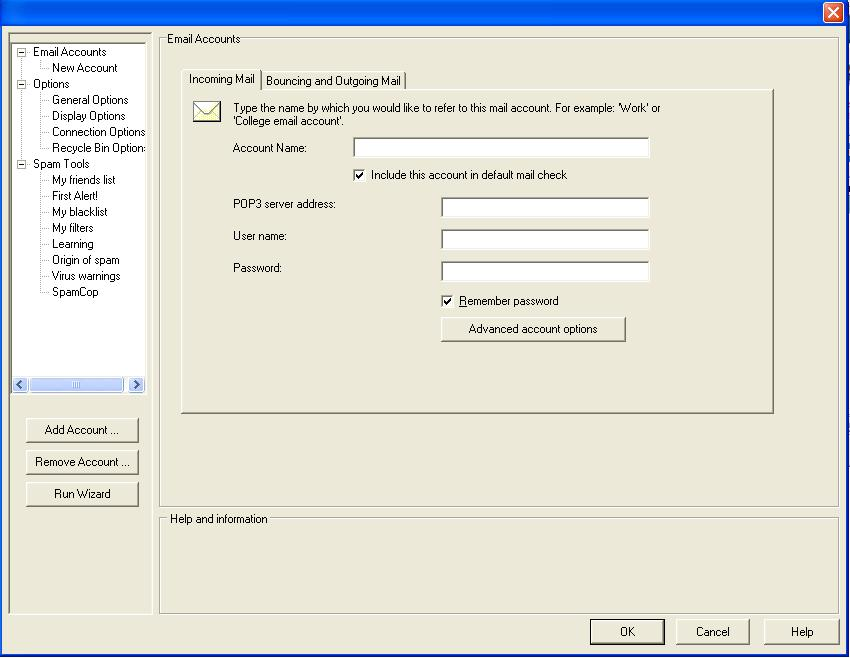 Email Accounts
New Account
Options
General Options
Display Options
Connection Options
Recycle Bin Option
Spam Tools
My friends list
First Alert!
My blacklist
My filters
Learning
Origin of spam
Virus warnings
SpamCop
Add Account ...
Remove Account ...
Run Wizard
Email Accounts
Incoming Mail
Bouncing and Outgoing Mail
Type the name by which you would like to refer to this mail account. For example: 'Work' or
'College email account'.
Account Name:
Include this account in default mail check
POP3 server address:
User name:
Password:
Remember password
Advanced account options
Help and information
OK
Cancel
Help